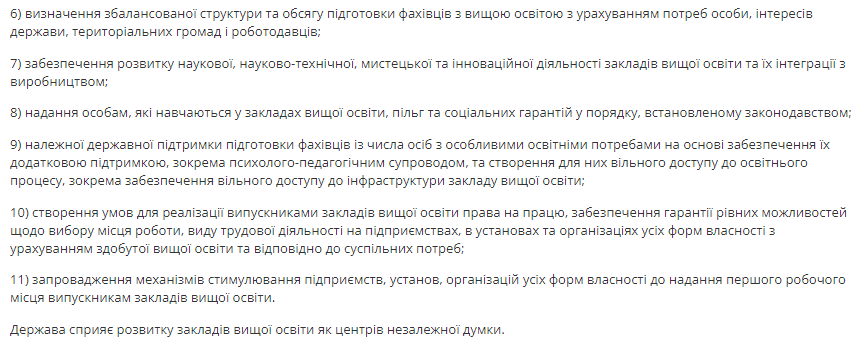 6) визначення збалансованої структури та обсягу підготовки фахівців з вищою освітою з урахуванням потреб особи, інтересів
держави, територіальних громад і роботодавців;
7) забезпечення розвитку наукової, науково-технічної, мистецької та інноваційної діяльності закладів вищої освіти та їх інтеграції з
виробництвом;
8) надання особам, які навчаються у закладах вищої освіти, пільг та соціальних гарантій у порядку, встановленому законодавством;
9) належної державної підтримки підготовки фахівців із числа осіб з особливими освітніми потребами на основі забезпечення їх
додатковою підтримкою, зокрема психолого-педагогічним супроводом, та створення для них вільного доступу до освітнього
процесу, зокрема забезпечення вільного доступу до інфраструктури закладу вищої освіти;
10) створення умов для реалізації випускниками закладів вищої освіти права на працю, забезпечення гарантії рівних можливостей
щодо вибору місця роботи, виду трудової діяльності на підприємствах, в установах та організаціях усіх форм власності з
урахуванням здобутої вищої освіти та відповідно до суспільних потреб;
11) запровадження механізмів стимулювання підприємств, установ, організацій усіх форм власності до надання першого робочого
місця випускникам закладів вищої освіти.
Держава сприяє розвитку закладів вищої освіти як центрів незалежної думки.